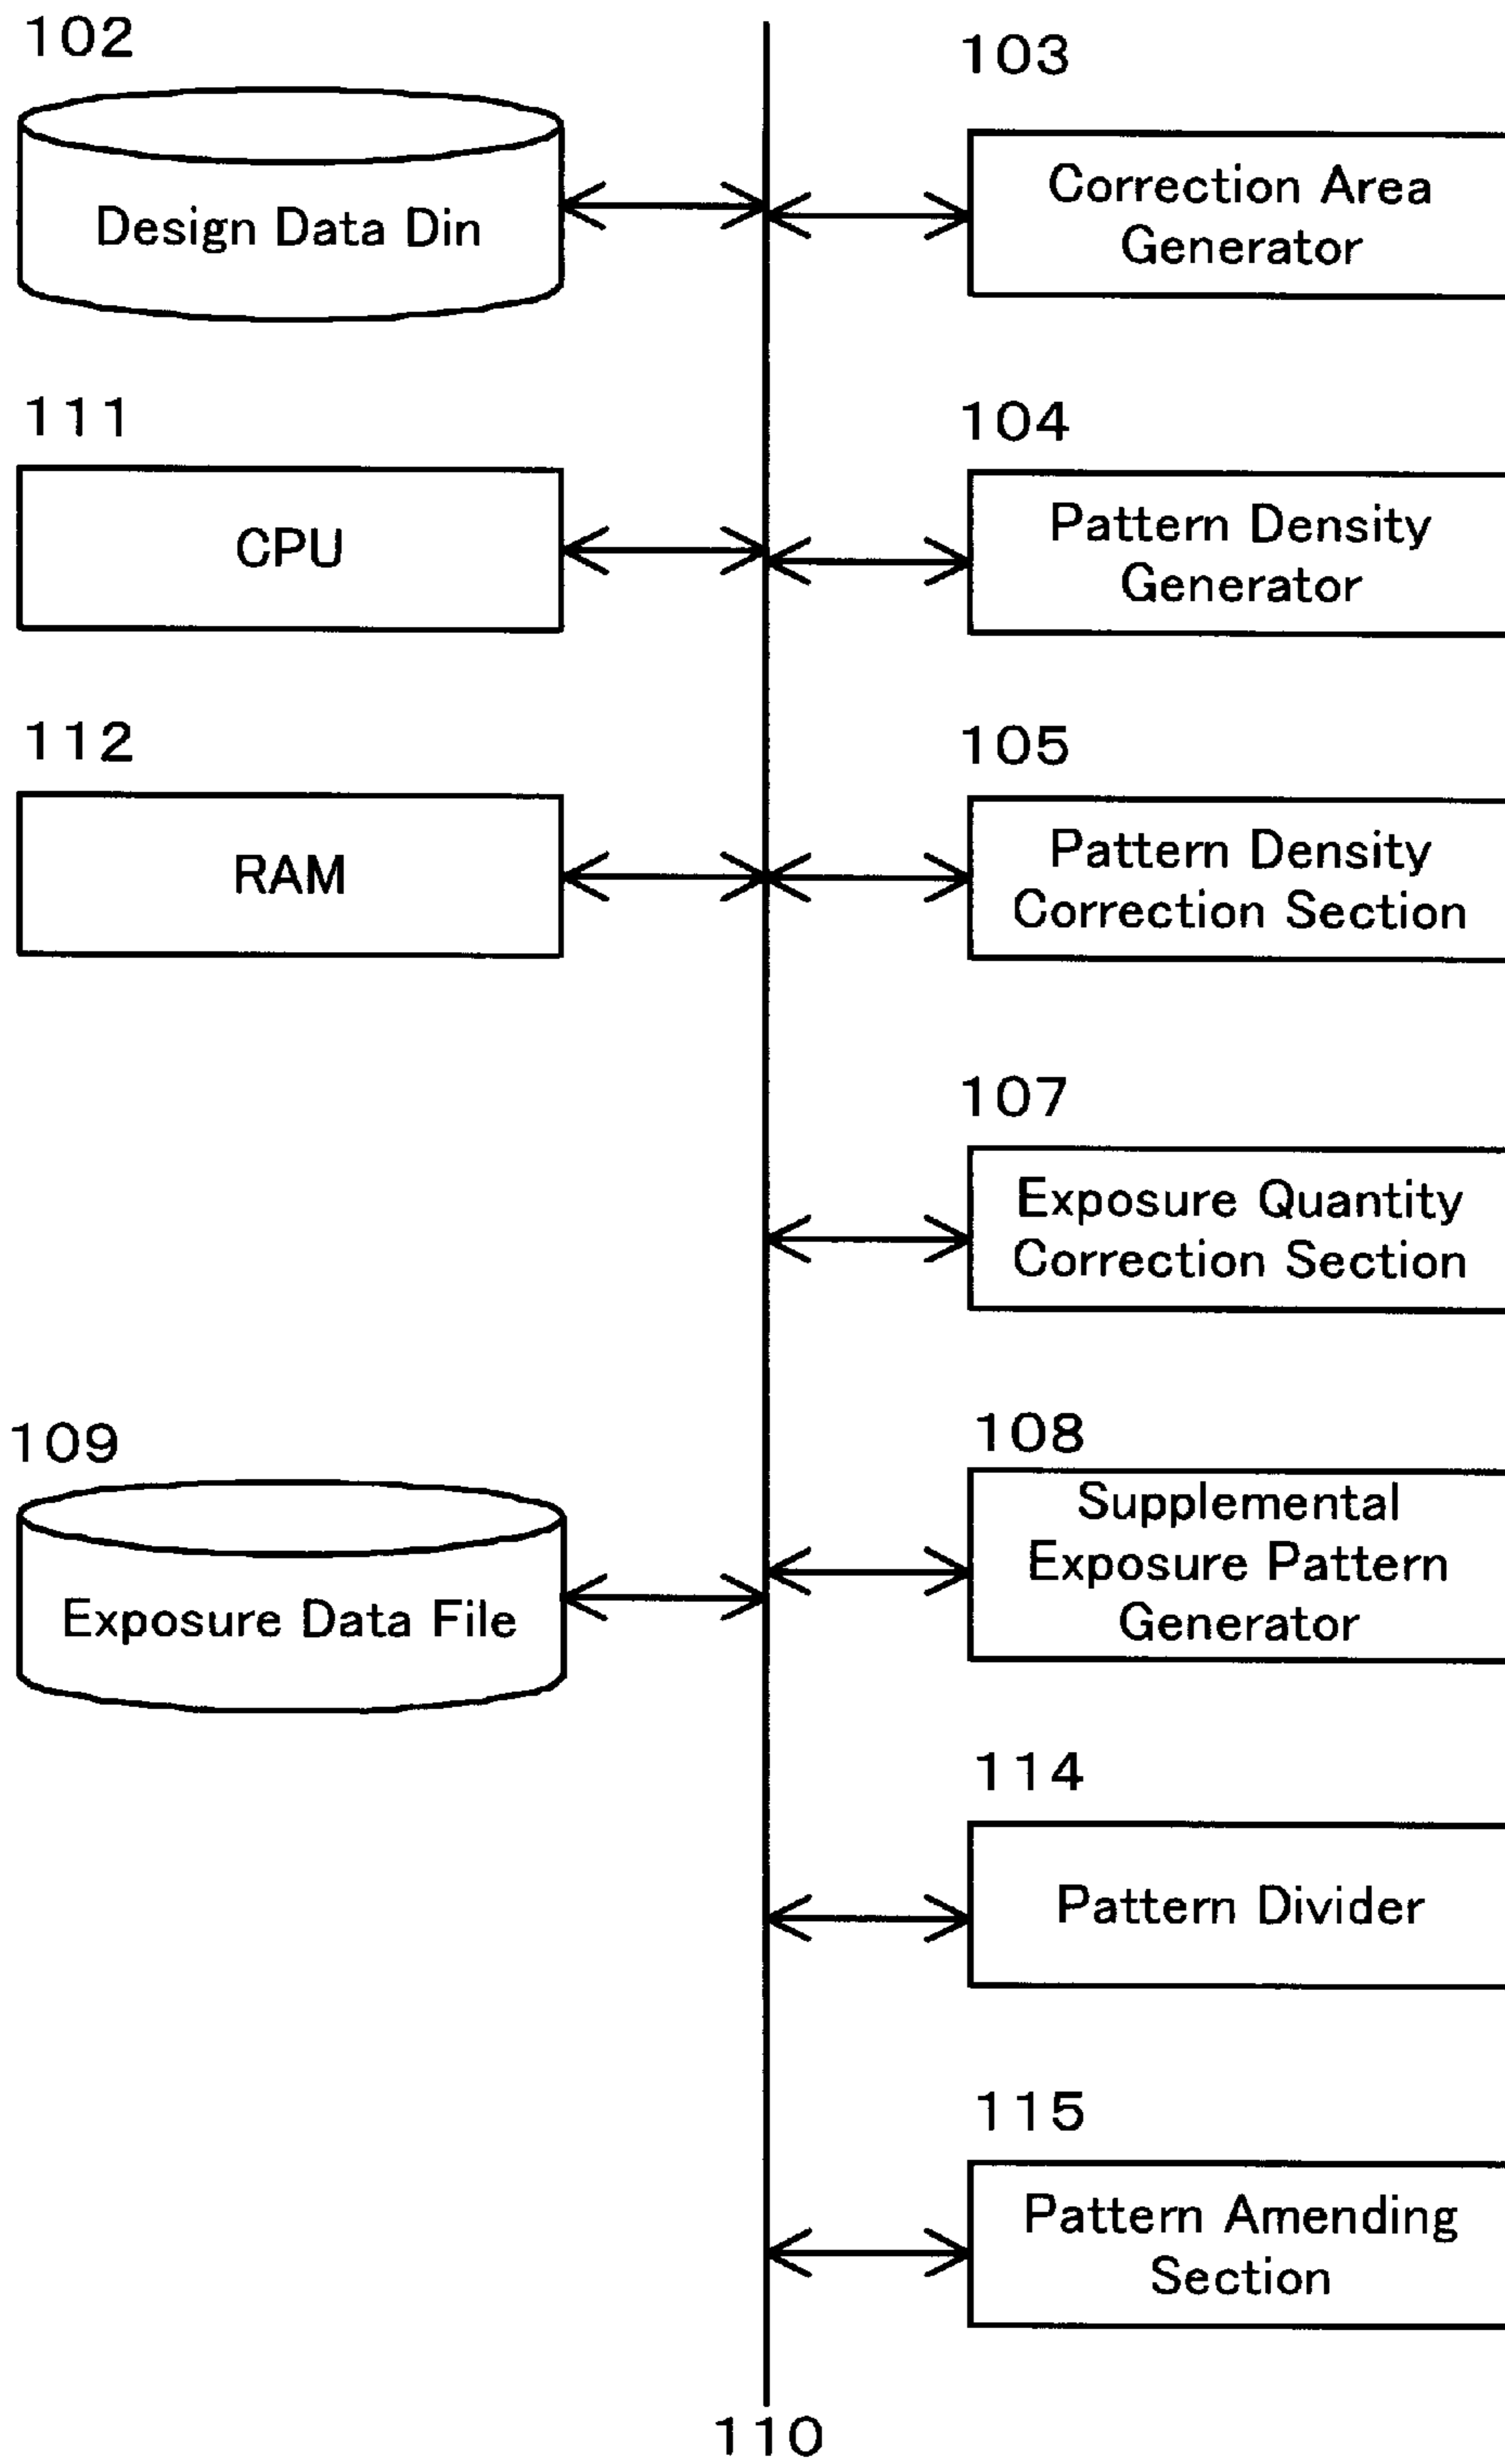 102
Design Data Din
111
CPU
112
RAM
109
Exposure Data File
103
Correction Area
Generator
104
Pattern Density
Generator
105
Pattern Density
Correction Section
107
Exposure Quantity
Correction Section
108
Supplemental
Exposure Pattern
Generator
114
Pattern Divider
115
Pattern Amending
Section
110